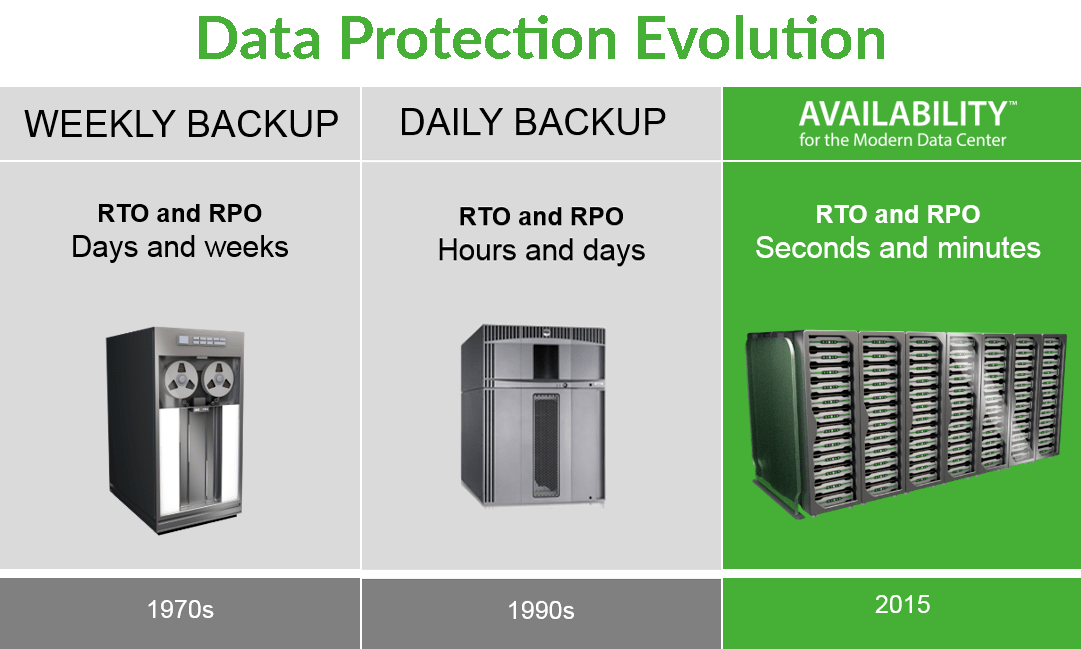 Data Protection Evolution
WEEKLY BACKUP
DAILY BACKUP
AVAILABILITY™
for the Modern Data Center
RTO and RPO
Days and weeks
RTO and RPO
Hours and days
RTO and RPO
Seconds and minutes
1970s
1990s
2015